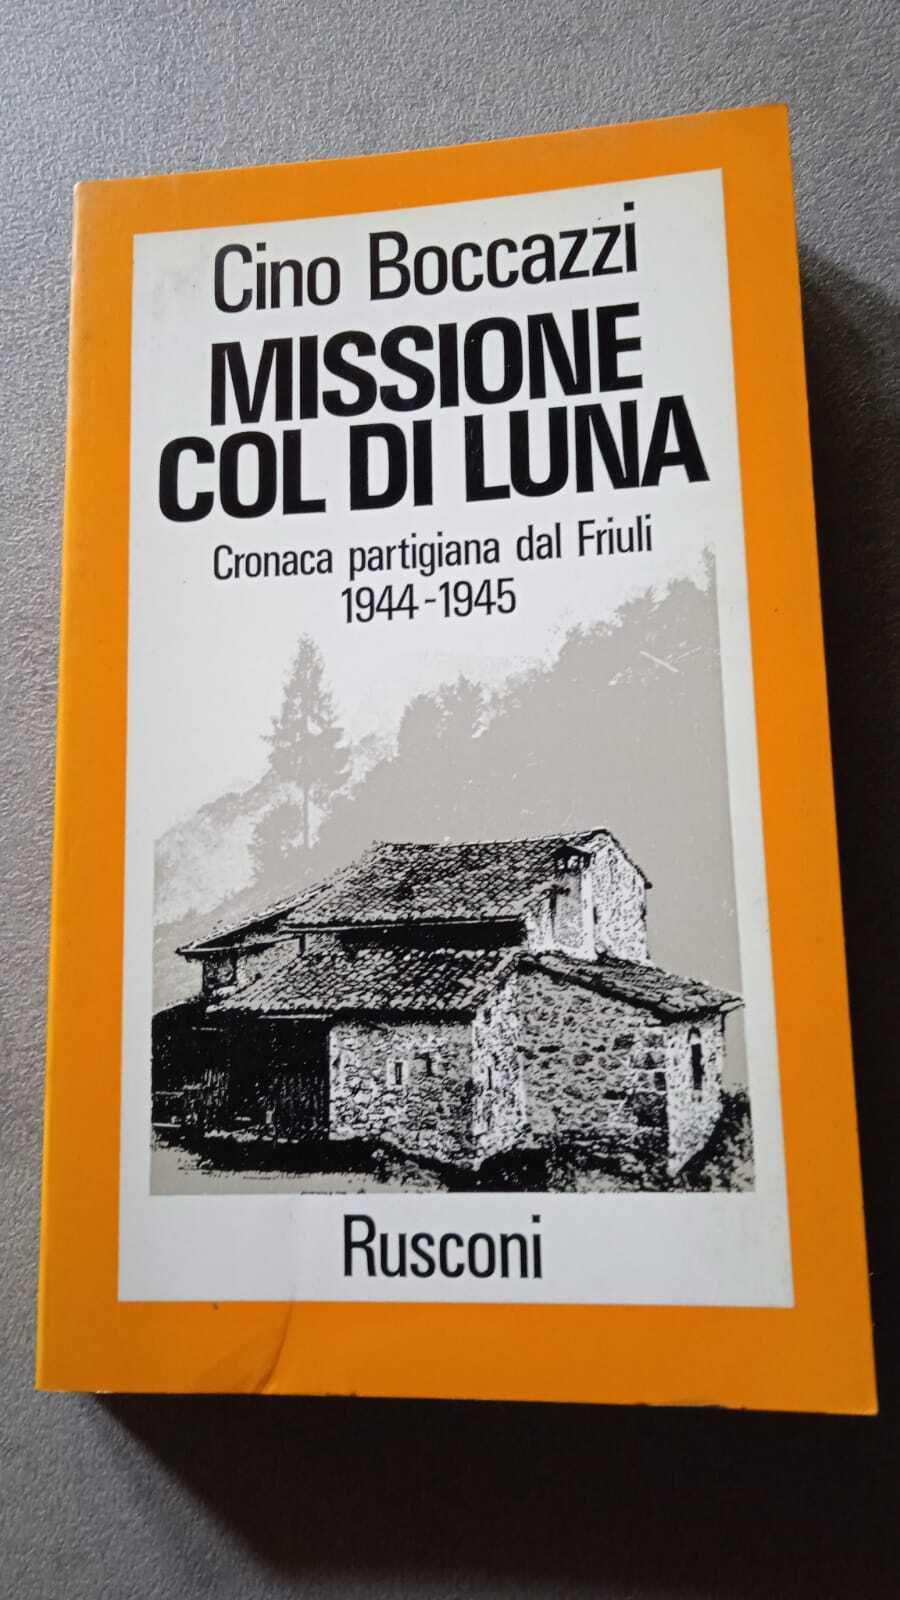 Cino Boccazzi
MISSIONE
COL DI LUNA
Cronaca partigiana dal Friuli
1944-1945
Rusconi